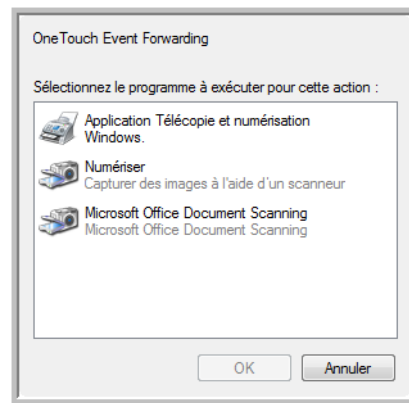 OneTouch Event Forwarding
Sélectionnez le programme à exécuter pour cette action :
Application Télécopie et numérisation
Windows.
Numériser
Capturer des images à l'aide d'un scanneur
Microsoft Office Document Scanning
Microsoft Office Document Scanning
OK
Annuler